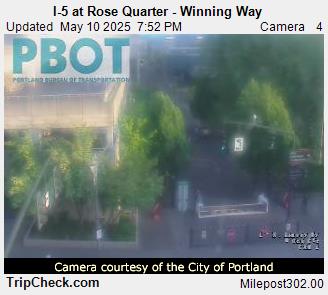 I-5 at Rose Quarter - Winning Way
Updated May 10 2025 7:52 PM Camera 4
PBOT
PORTLAND BUREAU OF TRANSPORTATION
Camera courtesy of the City of Portland
TripCheck.com Milepost302.00